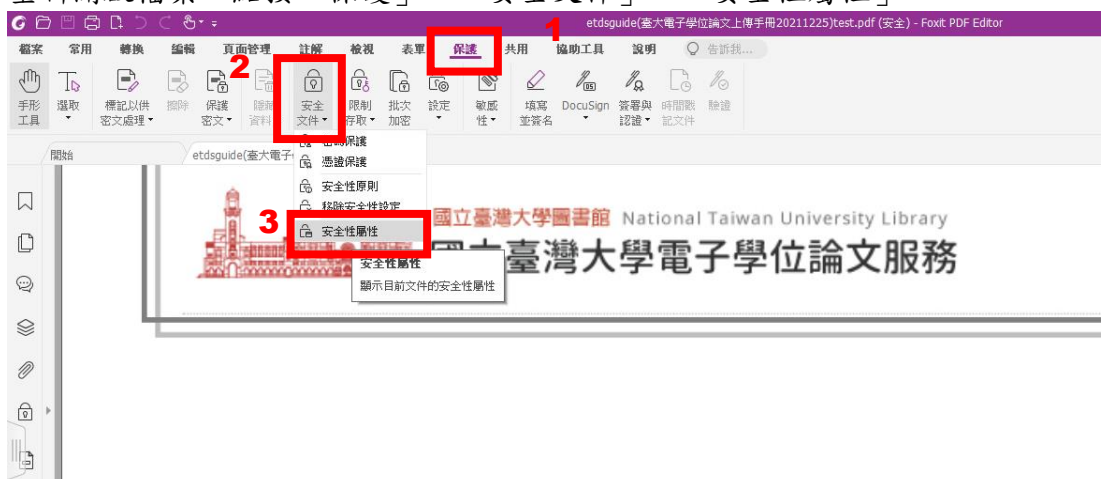 etdsguide(臺大電子學位論文上傳手冊20211225)test.pdf (安全) - Foxit PDF Editor
1
檔案 常用 轉換 編輯 頁面管理 註解 檢視 表單 保護 共用 協助工具 說明 告訴我...
2
手形工具 選取 標記以供密文處理 擦除 保護密文 隱藏資料 安全文件 限制存取 批次加密 設定 敏感性 填寫並簽名 DocuSign 簽署與認證 時間戳記文件 驗證
開始 etdsguide(臺大電子
憑證保護
安全性原則
移除安全性設定
3
安全性屬性
安全性屬性
顯示目前文件的安全性屬性
國立臺灣大學圖書館 National Taiwan University Library
國立臺灣大學電子學位論文服務